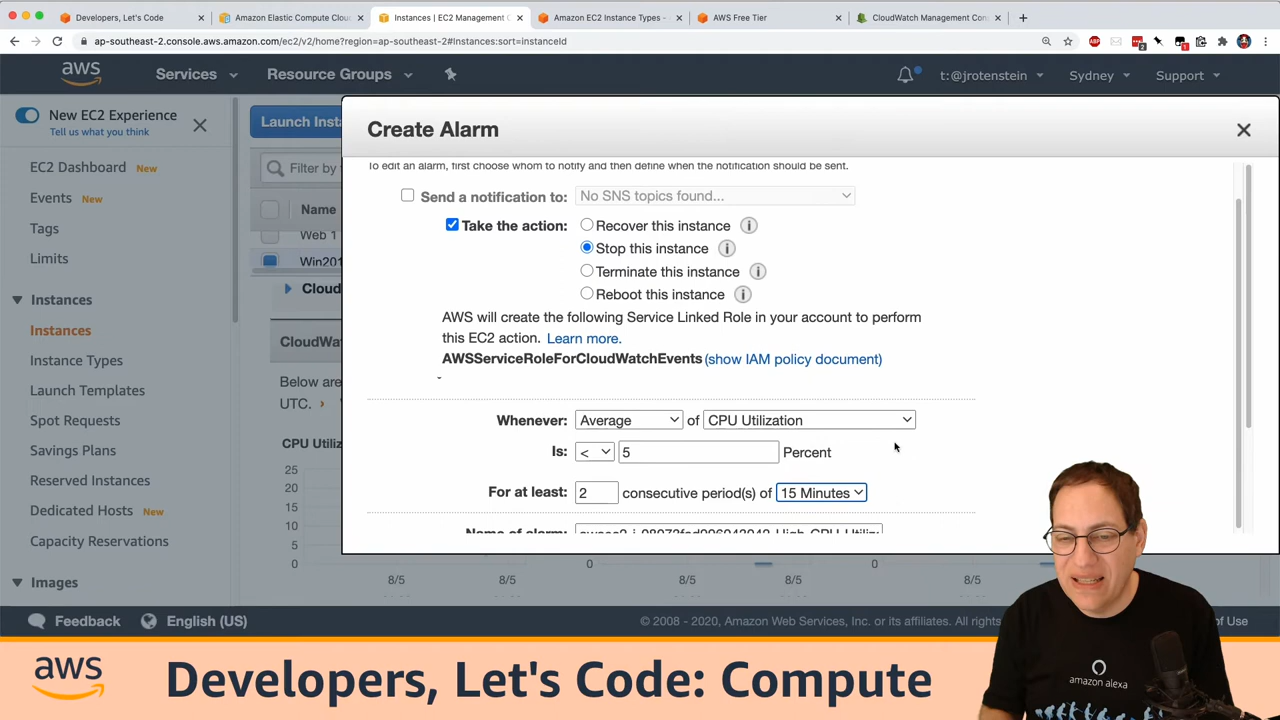 Developers, Let's Code
Amazon Elastic Compute Cloud
Instances | EC2 Management C
Amazon EC2 Instance Types -
AWS Free Tier
CloudWatch Management Con
ap-southeast-2.console.aws.amazon.com/ec2/v2/home?region=ap-southeast-2#Instances:sort=instanceId
ABP
2
1
aws
Services
Resource Groups
t:@jrotenstein
Sydney
Support
New EC2 Experience
Tell us what you think
EC2 Dashboard New
Events New
Tags
Limits
Instances
Instances
Instance Types
Launch Templates
Spot Requests
Savings Plans
Reserved Instances
Dedicated Hosts New
Capacity Reservations
Images
Launch Insta
Filter by
Name
Web 1
Win201
Cloud
CloudWa
Below are
UTC.
CPU Utiliz
25
20
15
10
5
0
0
0
8/5
8/5
8/5
8/5
8/5
Create Alarm
To edit an alarm, first choose whom to notify and then define when the notification should be sent.
Send a notification to: No SNS topics found...
Take the action: Recover this instance
Stop this instance
Terminate this instance
Reboot this instance
AWS will create the following Service Linked Role in your account to perform
this EC2 action. Learn more.
AWSServiceRoleForCloudWatchEvents (show IAM policy document)
Whenever: Average of CPU Utilization
Is: < 5 Percent
For at least: 2 consecutive period(s) of 15 Minutes
Name of alarm:
Feedback
English (US)
© 2008 - 2020, Amazon Web Services, Inc. or its affiliates. All rights
of Use
aws
Developers, Let's Code: Compute
amazon alexa